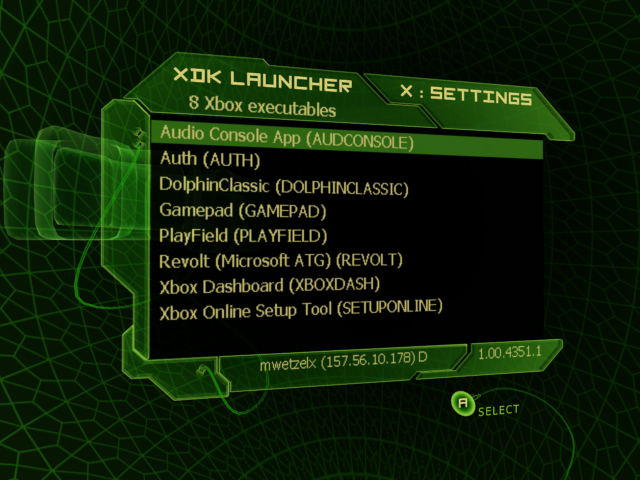 XDK LAUNCHER
X : SETTINGS
8 Xbox executables
Audio Console App (AUDCONSOLE)
Auth (AUTH)
DolphinClassic (DOLPHINCLASSIC)
Gamepad (GAMEPAD)
PlayField (PLAYFIELD)
Revolt (Microsoft ATG) (REVOLT)
Xbox Dashboard (XBOXDASH)
Xbox Online Setup Tool (SETUPONLINE)
mwetzelx (157.56.10.178) D
1.00.4351.1
A SELECT